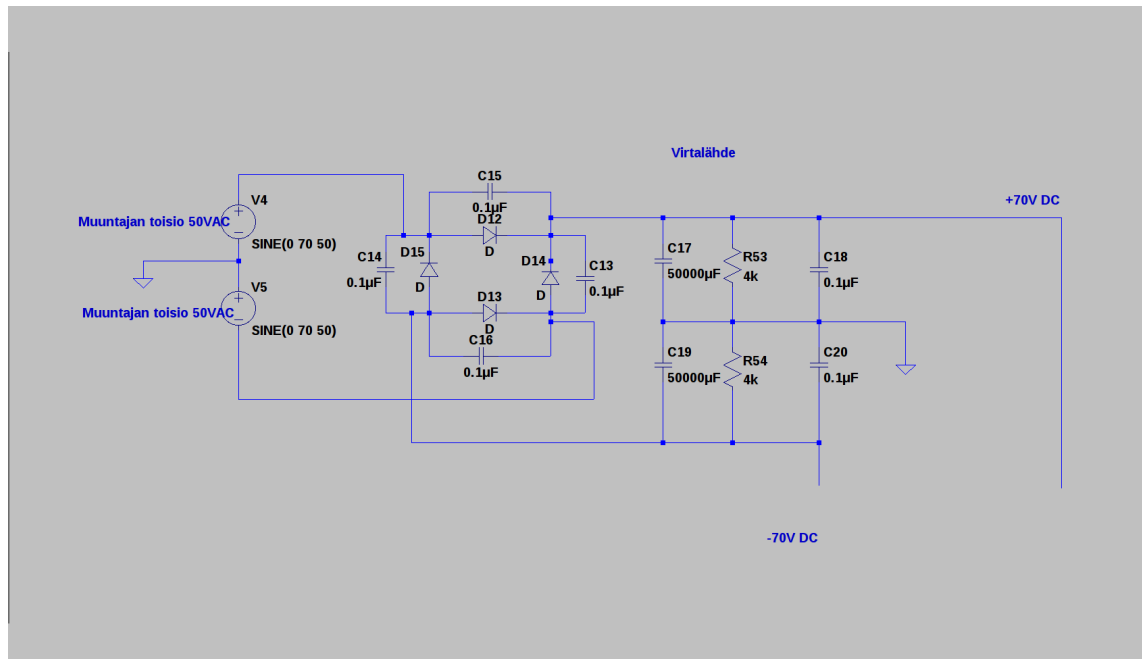 Virtalähde
C15
0.1µF
V4
Muuntajan toisio 50VAC
SINE(0 70 50)
D12
D
+70V DC
C14
0.1µF
D15
D
D14
D
C13
0.1µF
C17
50000µF
R53
4k
C18
0.1µF
V5
Muuntajan toisio 50VAC
SINE(0 70 50)
D13
D
C16
0.1µF
C19
50000µF
R54
4k
C20
0.1µF
-70V DC